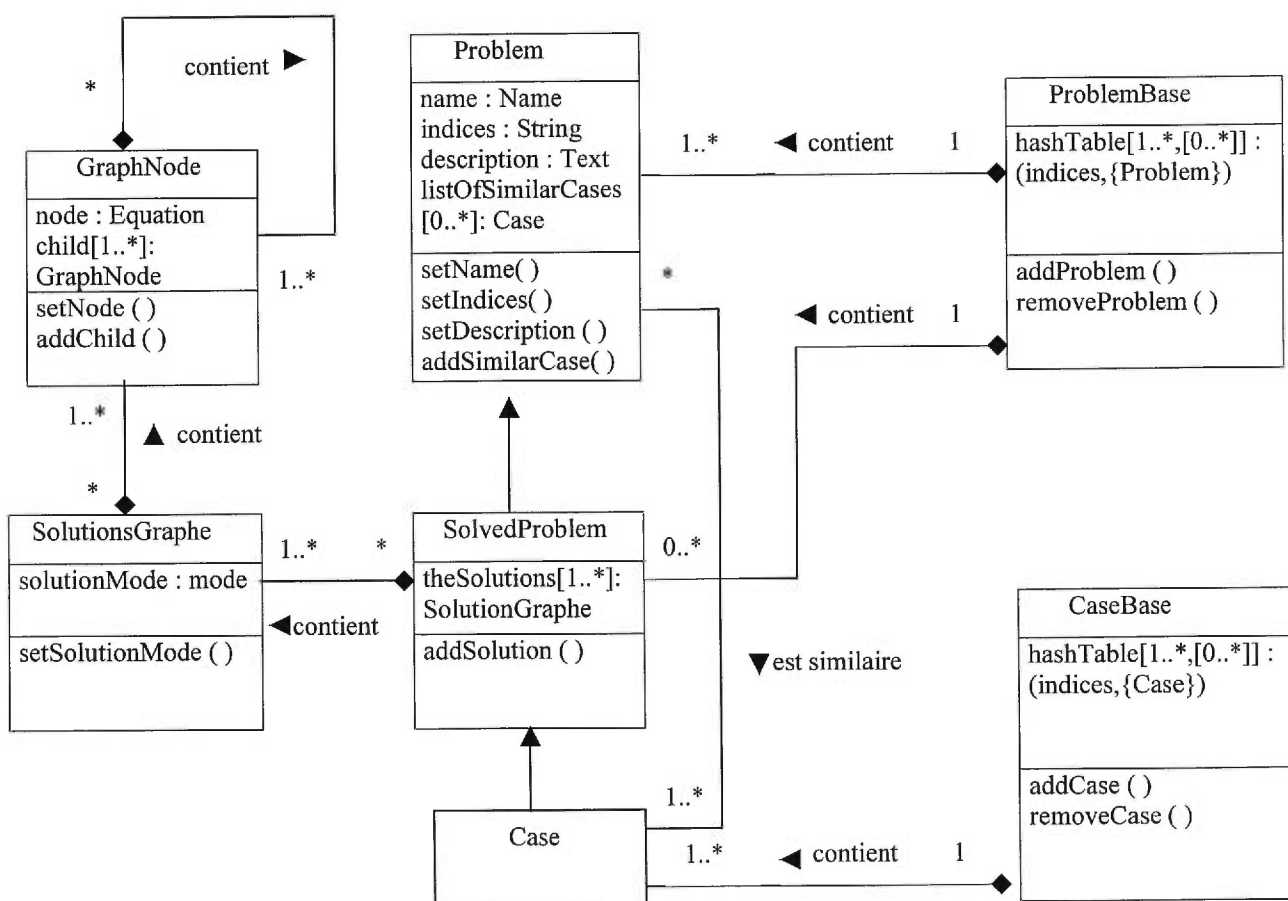 contient
*
GraphNode
node : Equation
child[1..*]:
GraphNode
setNode ( )
addChild ( )
1..*
1..*
contient
*
SolutionsGraphe
solutionMode : mode
setSolutionMode ( )
1..*
*
contient
Problem
name : Name
indices : String
description : Text
listOfSimilarCases
[0..*]: Case
setName( )
setIndices( )
setDescription ( )
addSimilarCase( )
1..*
contient
1
*
contient
1
ProblemBase
hashTable[1..*,[0..*]] :
(indices,{Problem})
addProblem ( )
removeProblem ( )
SolvedProblem
theSolutions[1..*]:
SolutionGraphe
addSolution ( )
0..*
est similaire
Case
1..*
1..*
contient
1
CaseBase
hashTable[1..*,[0..*]] :
(indices,{Case})
addCase ( )
removeCase ( )